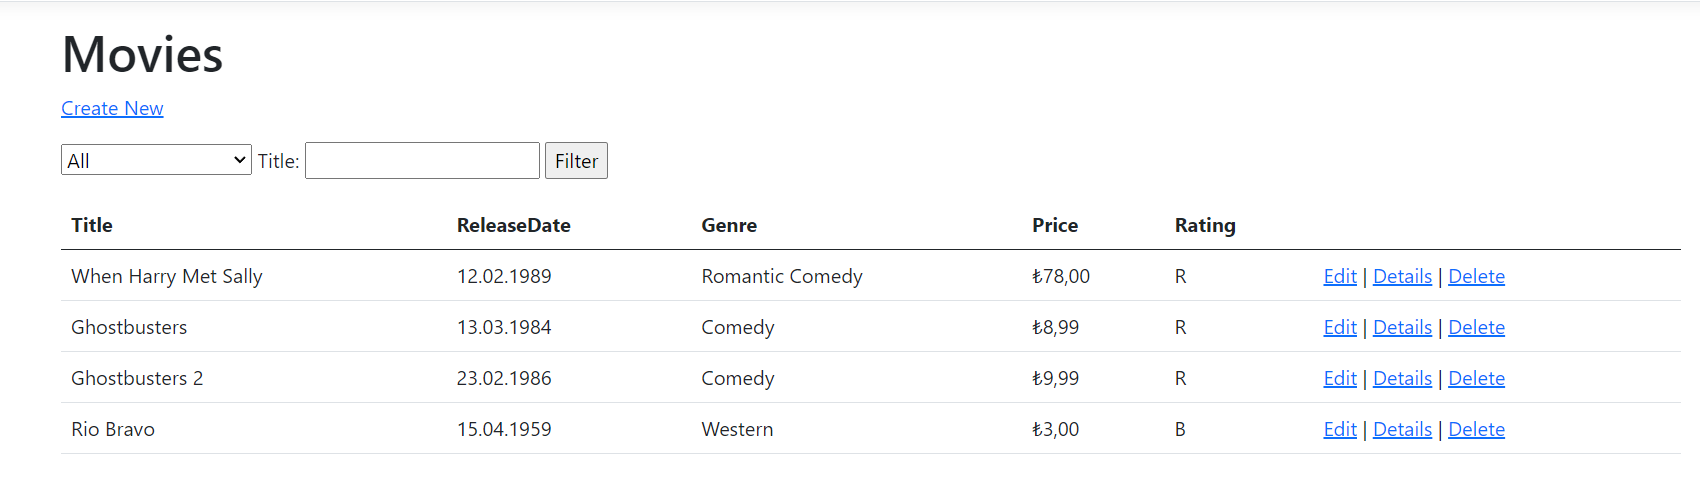 Movies
Create New
All Title: Filter
Title ReleaseDate Genre Price Rating
When Harry Met Sally 12.02.1989 Romantic Comedy ₺78,00 R Edit | Details | Delete
Ghostbusters 13.03.1984 Comedy ₺8,99 R Edit | Details | Delete
Ghostbusters 2 23.02.1986 Comedy ₺9,99 R Edit | Details | Delete
Rio Bravo 15.04.1959 Western ₺3,00 B Edit | Details | Delete